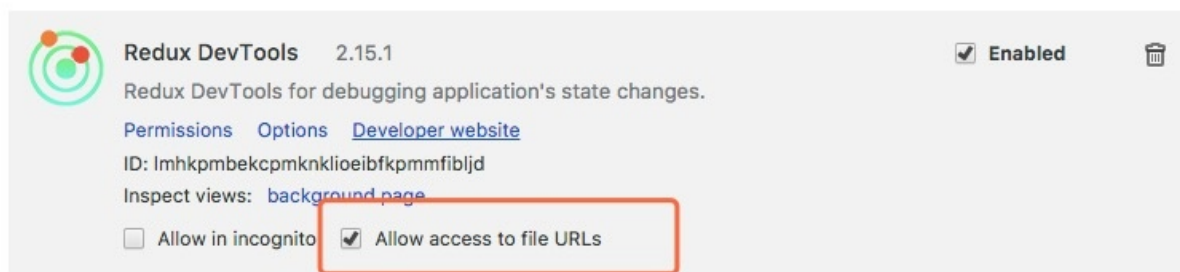 Redux DevTools 2.15.1 Enabled
Redux DevTools for debugging application's state changes.
Permissions Options Developer website
ID: lmhkpmbekcpmknklioeibfkpmmfibljd
Inspect views: background page
Allow in incognito Allow access to file URLs